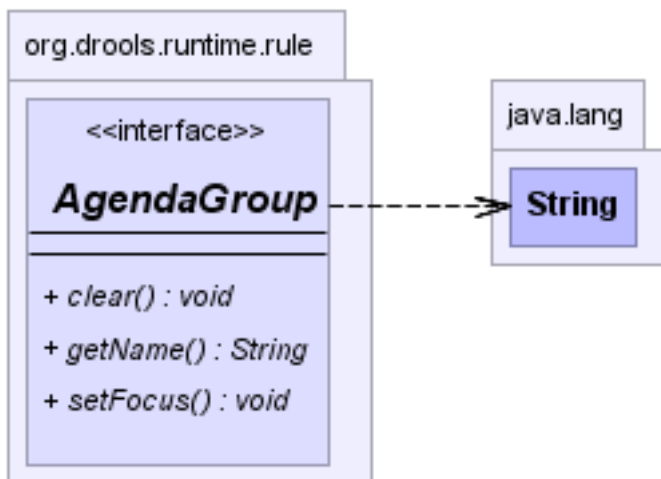 org.drools.runtime.rule
<<interface>>
AgendaGroup
+ clear() : void
+ getName() : String
+ setFocus() : void
java.lang
String